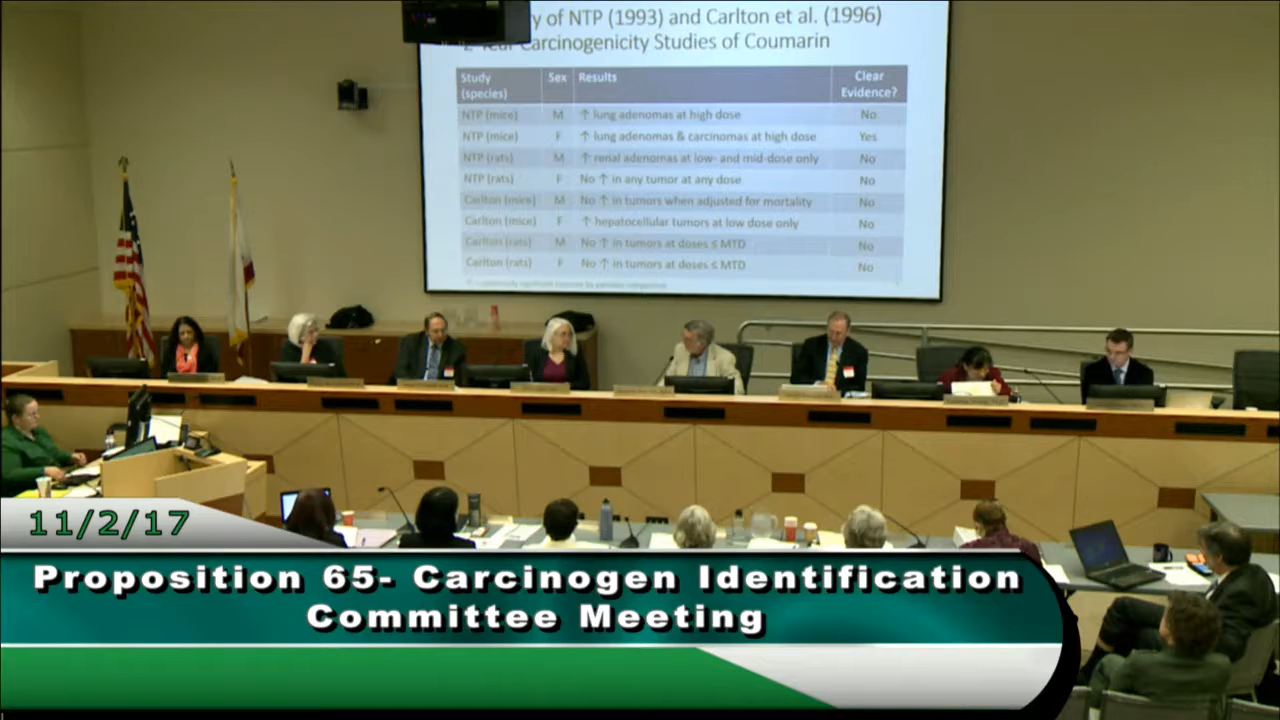 y of NTP (1993) and Carlton et al. (1996)
Carcinogenicity Studies of Coumarin
Study (species) Sex Results Clear Evidence?
NTP (mice) M ↑ lung adenomas at high dose No
NTP (mice) F ↑ lung adenomas & carcinomas at high dose Yes
NTP (rats) M ↑ renal adenomas at low- and mid-dose only No
NTP (rats) F No ↑ in any tumor at any dose No
Carlton (mice) M No ↑ in tumors when adjusted for mortality No
Carlton (mice) F ↑ hepatocellular tumors at low dose only No
Carlton (rats) M No ↑ in tumors at doses ≤ MTD No
Carlton (rats) F No ↑ in tumors at doses ≤ MTD No
11/2/17
Proposition 65- Carcinogen Identification
Committee Meeting